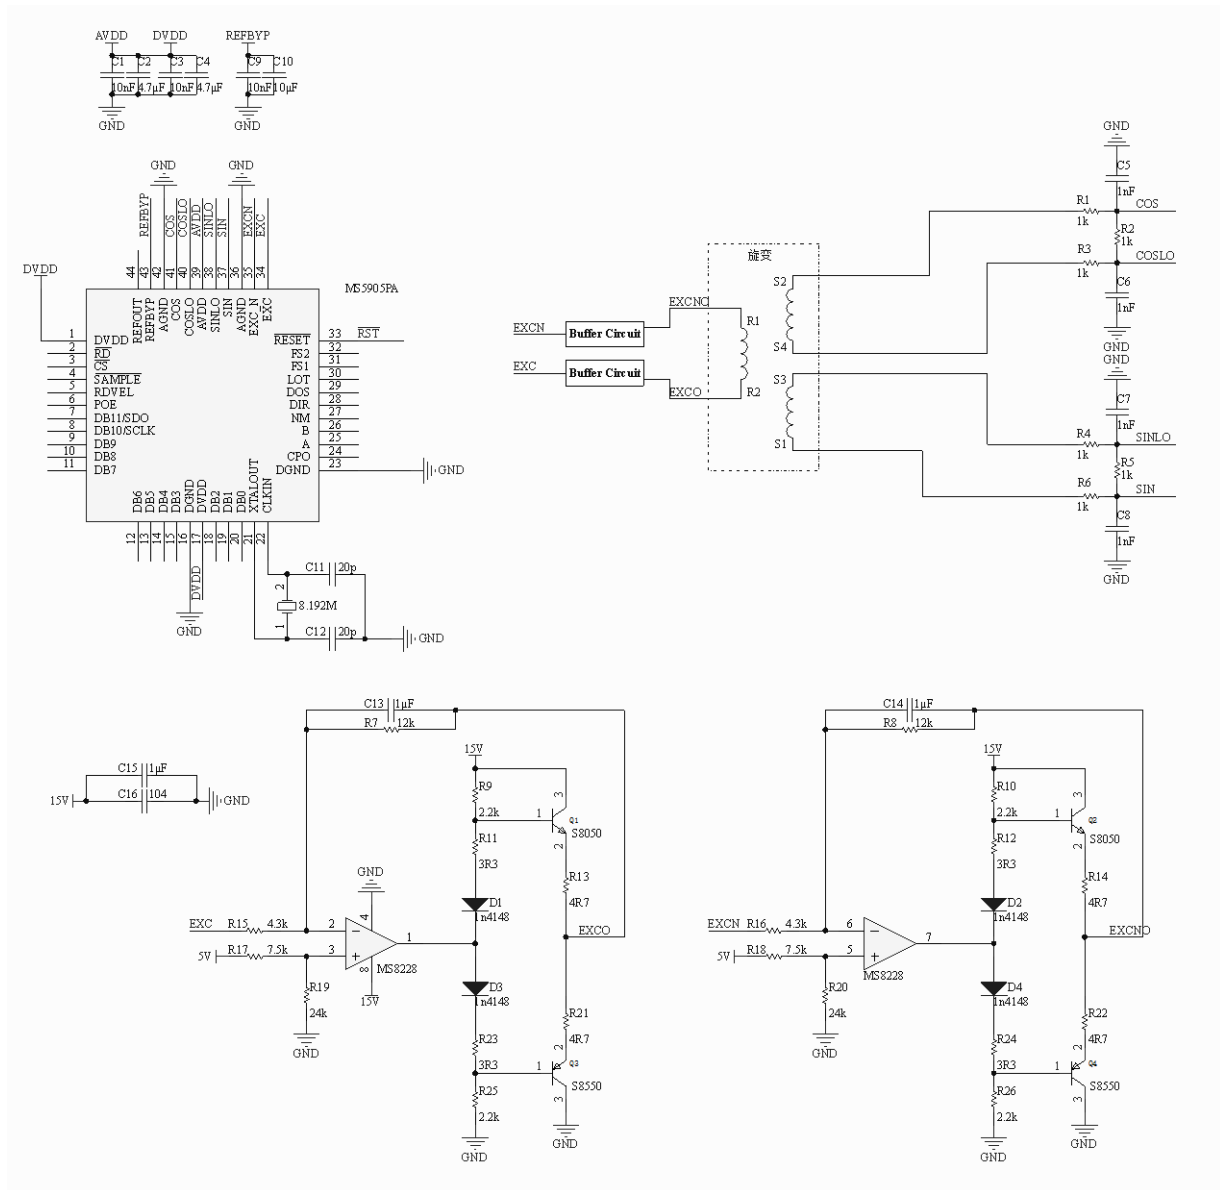 AVDD DVDD REFBYP
C1 C2 C3 C4 C9 C10
10nF 4.7μF 10nF 4.7μF 10nF 10μF
GND GND
GND GND
REFBYP COS COSLO AVDD SINLO SIN EXCN EXC
44 43 42 41 40 39 38 37 36 35 34
REFOUT REFBYP AGND COS COSLO AVDD SINLO SIN AGND EXC_N EXC
MS5905PA
DVDD
1 DVDD
2 RD
3 CS
4 SAMPLE
5 RDVEL
6 POE
7 DB11/SDO
8 DB10/SCLK
9 DB9
10 DB8
11 DB7
RESET 33 RST
FS2 32
FS1 31
LOT 30
DOS 29
DIR 28
NM 27
B 26
A 25
CPO 24
DGND 23 GND
DB6 DB5 DB4 DB3 DGND DVDD DB2 DB1 DB0 XTALOUT CLKIN
12 13 14 15 16 17 18 19 20 21 22
DVDD
GND
C11 20p
2
8.192M
1
C12 20p GND
GND
C5
1nF
R1 COS
1k
R2
1k
R3 COSLO
1k
C6
1nF
GND
旋变
S2
EXCNO
R1
EXCN Buffer Circuit
S4
EXC Buffer Circuit
S3
EXCO R2
S1
GND
C7
1nF
R4 SINLO
1k
R5
1k
R6 SIN
1k
C8
1nF
GND
C15 1μF
15V C16 104 GND
C13 1μF
R7 12k
15V
R9 3
2.2k 1 Q1
S8050
R11 2
3R3 R13
4R7
GND
4 D1
1n4148
EXC R15 4.3k 2 EXCO
1
5V R17 7.5k 3
8 MS8228
15V
R19 D3
1n4148
24k
GND
R21
4R7
R23 2
3R3 1 Q3
S8550
R25 3
2.2k
GND GND
C14 1μF
R8 12k
15V
R10 3
2.2k 1 Q2
S8050
R12 2
3R3 R14
4R7
D2
1n4148
EXCN R16 4.3k 6 EXCNO
7
5V R18 7.5k 5
MS8228
R20 D4
1n4148
24k
GND
R22
4R7
R24 2
3R3 1 Q4
S8550
R26 3
2.2k
GND GND